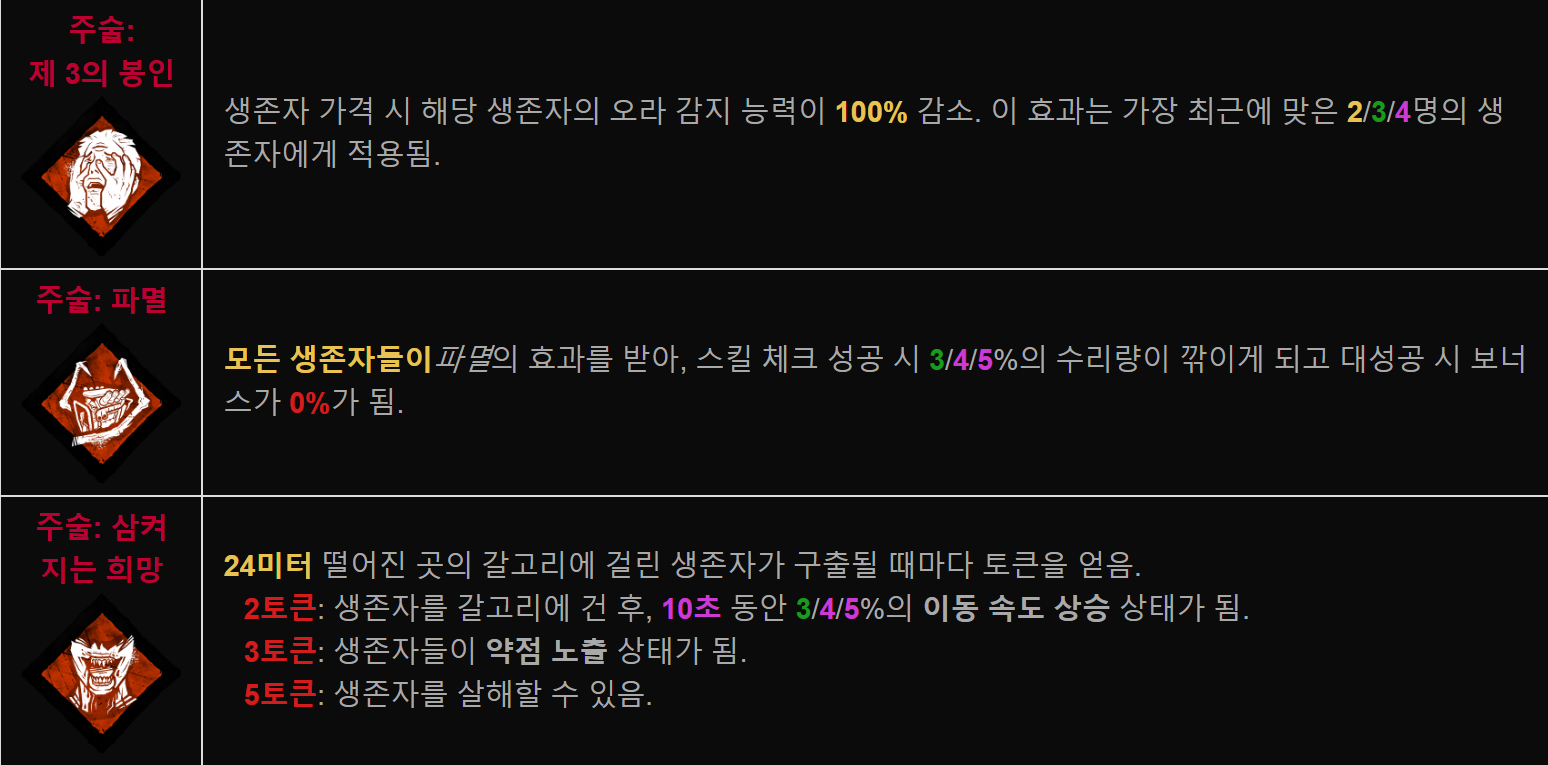 주술:
제 3의 봉인
생존자 가격 시 해당 생존자의 오라 감지 능력이 100% 감소. 이 효과는 가장 최근에 맞은 2/3/4명의 생
존자에게 적용됨.
주술: 파멸
모든 생존자들이파멸의 효과를 받아, 스킬 체크 성공 시 3/4/5%의 수리량이 깎이게 되고 대성공 시 보너
스가 0%가 됨.
주술: 삼켜
지는 희망
24미터 떨어진 곳의 갈고리에 걸린 생존자가 구출될 때마다 토큰을 얻음.
2토큰: 생존자를 갈고리에 건 후, 10초 동안 3/4/5%의 이동 속도 상승 상태가 됨.
3토큰: 생존자들이 약점 노출 상태가 됨.
5토큰: 생존자를 살해할 수 있음.